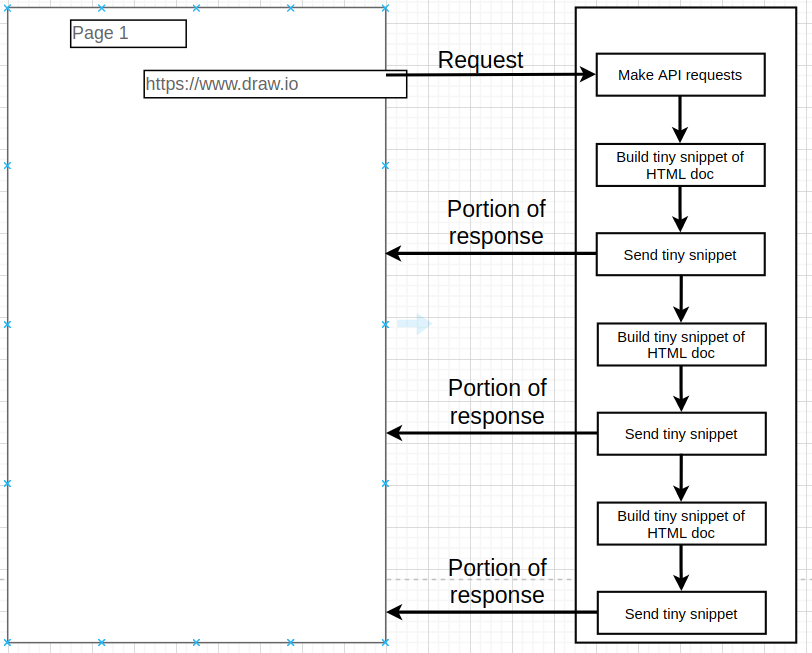 Page 1
https://www.draw.io
Request
Make API requests
Build tiny snippet of
HTML doc
Portion of
response
Send tiny snippet
Build tiny snippet of
HTML doc
Portion of
response
Send tiny snippet
Build tiny snippet of
HTML doc
Portion of
response
Send tiny snippet